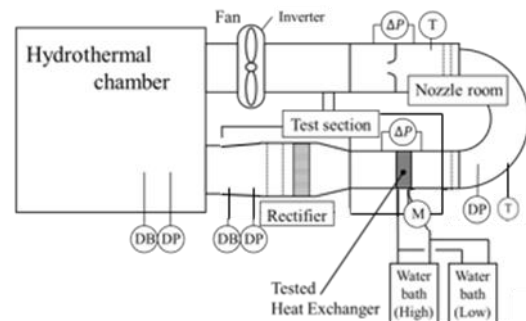 Fan
Inverter
ΔP
T
Hydrothermal
chamber
Nozzle room
Test section
ΔP
Rectifier
DB
DP
DB
DP
M
DP
T
Tested
Heat Exchanger
Water
bath
(High)
Water
bath
(Low)